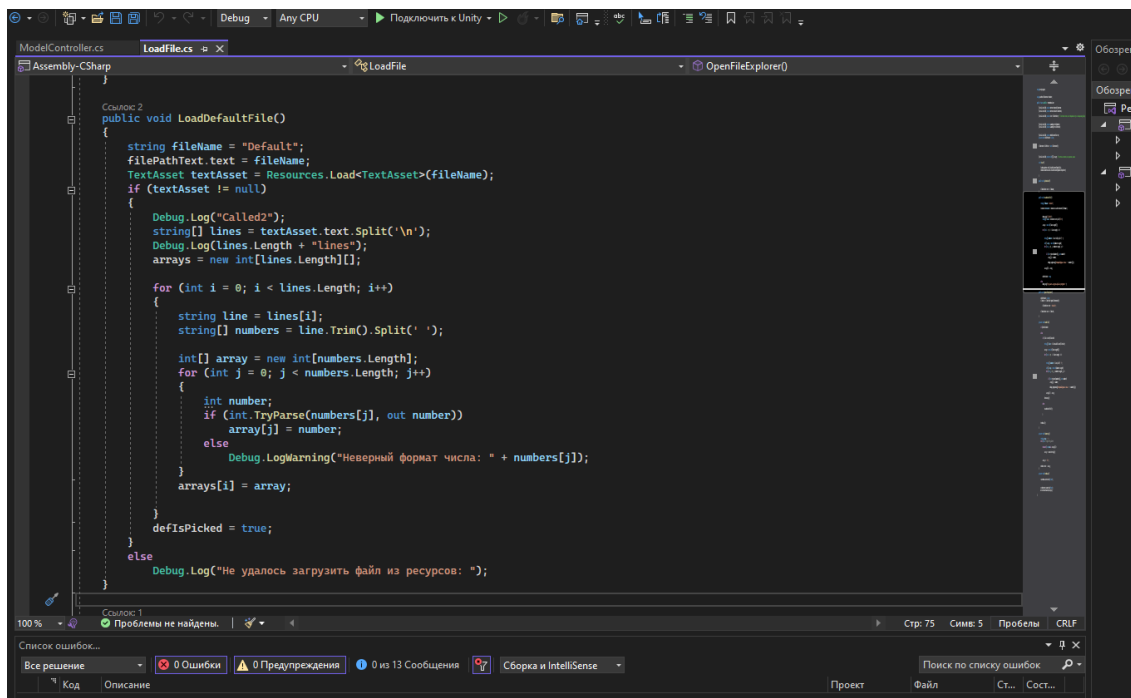 Debug Any CPU Подключить к Unity
ModelController.cs LoadFile.cs
Assembly-CSharp LoadFile OpenFileExplorer()
}
Ссылок: 2
public void LoadDefaultFile()
{
string fileName = "Default";
filePathText.text = fileName;
TextAsset textAsset = Resources.Load<TextAsset>(fileName);
if (textAsset != null)
{
Debug.Log("Called2");
string[] lines = textAsset.text.Split('\n');
Debug.Log(lines.Length + "lines");
arrays = new int[lines.Length][];
for (int i = 0; i < lines.Length; i++)
{
string line = lines[i];
string[] numbers = line.Trim().Split(' ');
int[] array = new int[numbers.Length];
for (int j = 0; j < numbers.Length; j++)
{
int number;
if (int.TryParse(numbers[j], out number))
array[j] = number;
else
Debug.LogWarning("Неверный формат числа: " + numbers[j]);
}
arrays[i] = array;
}
defIsPicked = true;
}
else
Debug.Log("Не удалось загрузить файл из ресурсов: ");
}
Ссылок: 1
100 % Проблемы не найдены. Стр: 75 Симв: 5 Пробелы CRLF
Список ошибок...
Все решение 0 Ошибки 0 Предупреждения 0 из 13 Сообщения Сборка и IntelliSense Поиск по списку ошибок
Код Описание Проект Файл Ст... Сост...
Обозре
Обозре
Ре